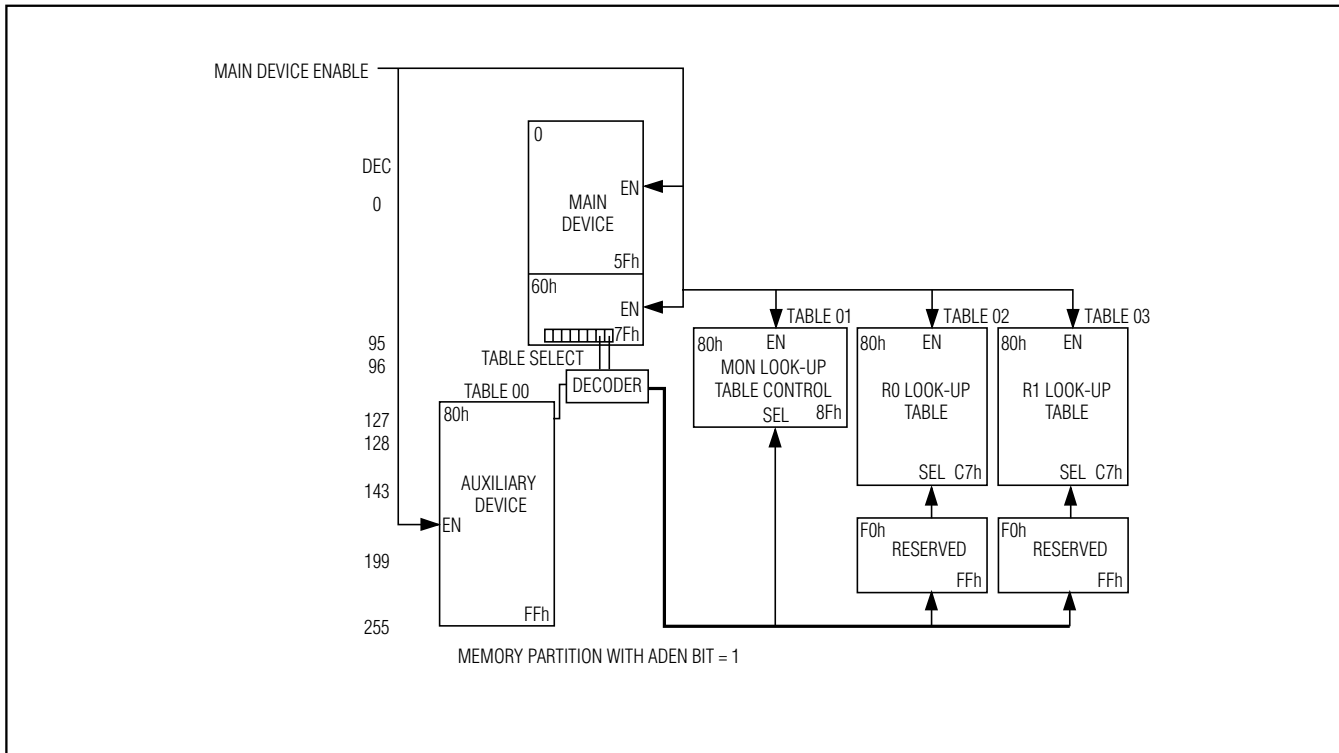 MAIN DEVICE ENABLE
DEC
0
95
96
127
128
143
199
255
0
EN
MAIN
DEVICE
5Fh
60h
EN
7Fh
TABLE SELECT
DECODER
TABLE 00
80h
AUXILIARY
DEVICE
EN
FFh
TABLE 01
80h
EN
MON LOOK-UP
TABLE CONTROL
SEL
8Fh
TABLE 02
80h
EN
R0 LOOK-UP
TABLE
SEL C7h
F0h
RESERVED
FFh
TABLE 03
80h
EN
R1 LOOK-UP
TABLE
SEL C7h
F0h
RESERVED
FFh
MEMORY PARTITION WITH ADEN BIT = 1